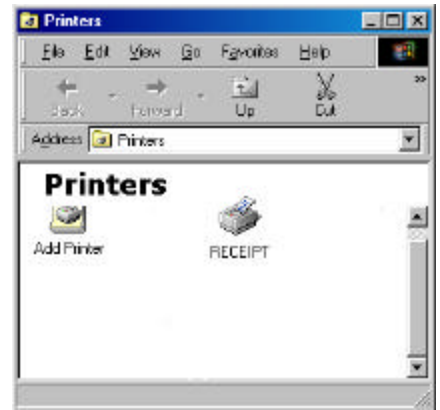 Printers
File Edit View Go Favorites Help
Back Forward Up Cut »
Address Printers
Printers
Add Printer RECEIPT